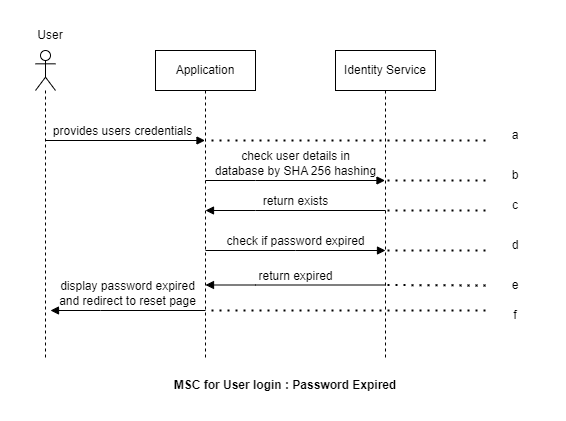 User
Application
Identity Service
provides users credentials
a
check user details in
database by SHA 256 hashing
b
return exists
c
check if password expired
d
return expired
e
display password expired
and redirect to reset page
f
MSC for User login : Password Expired